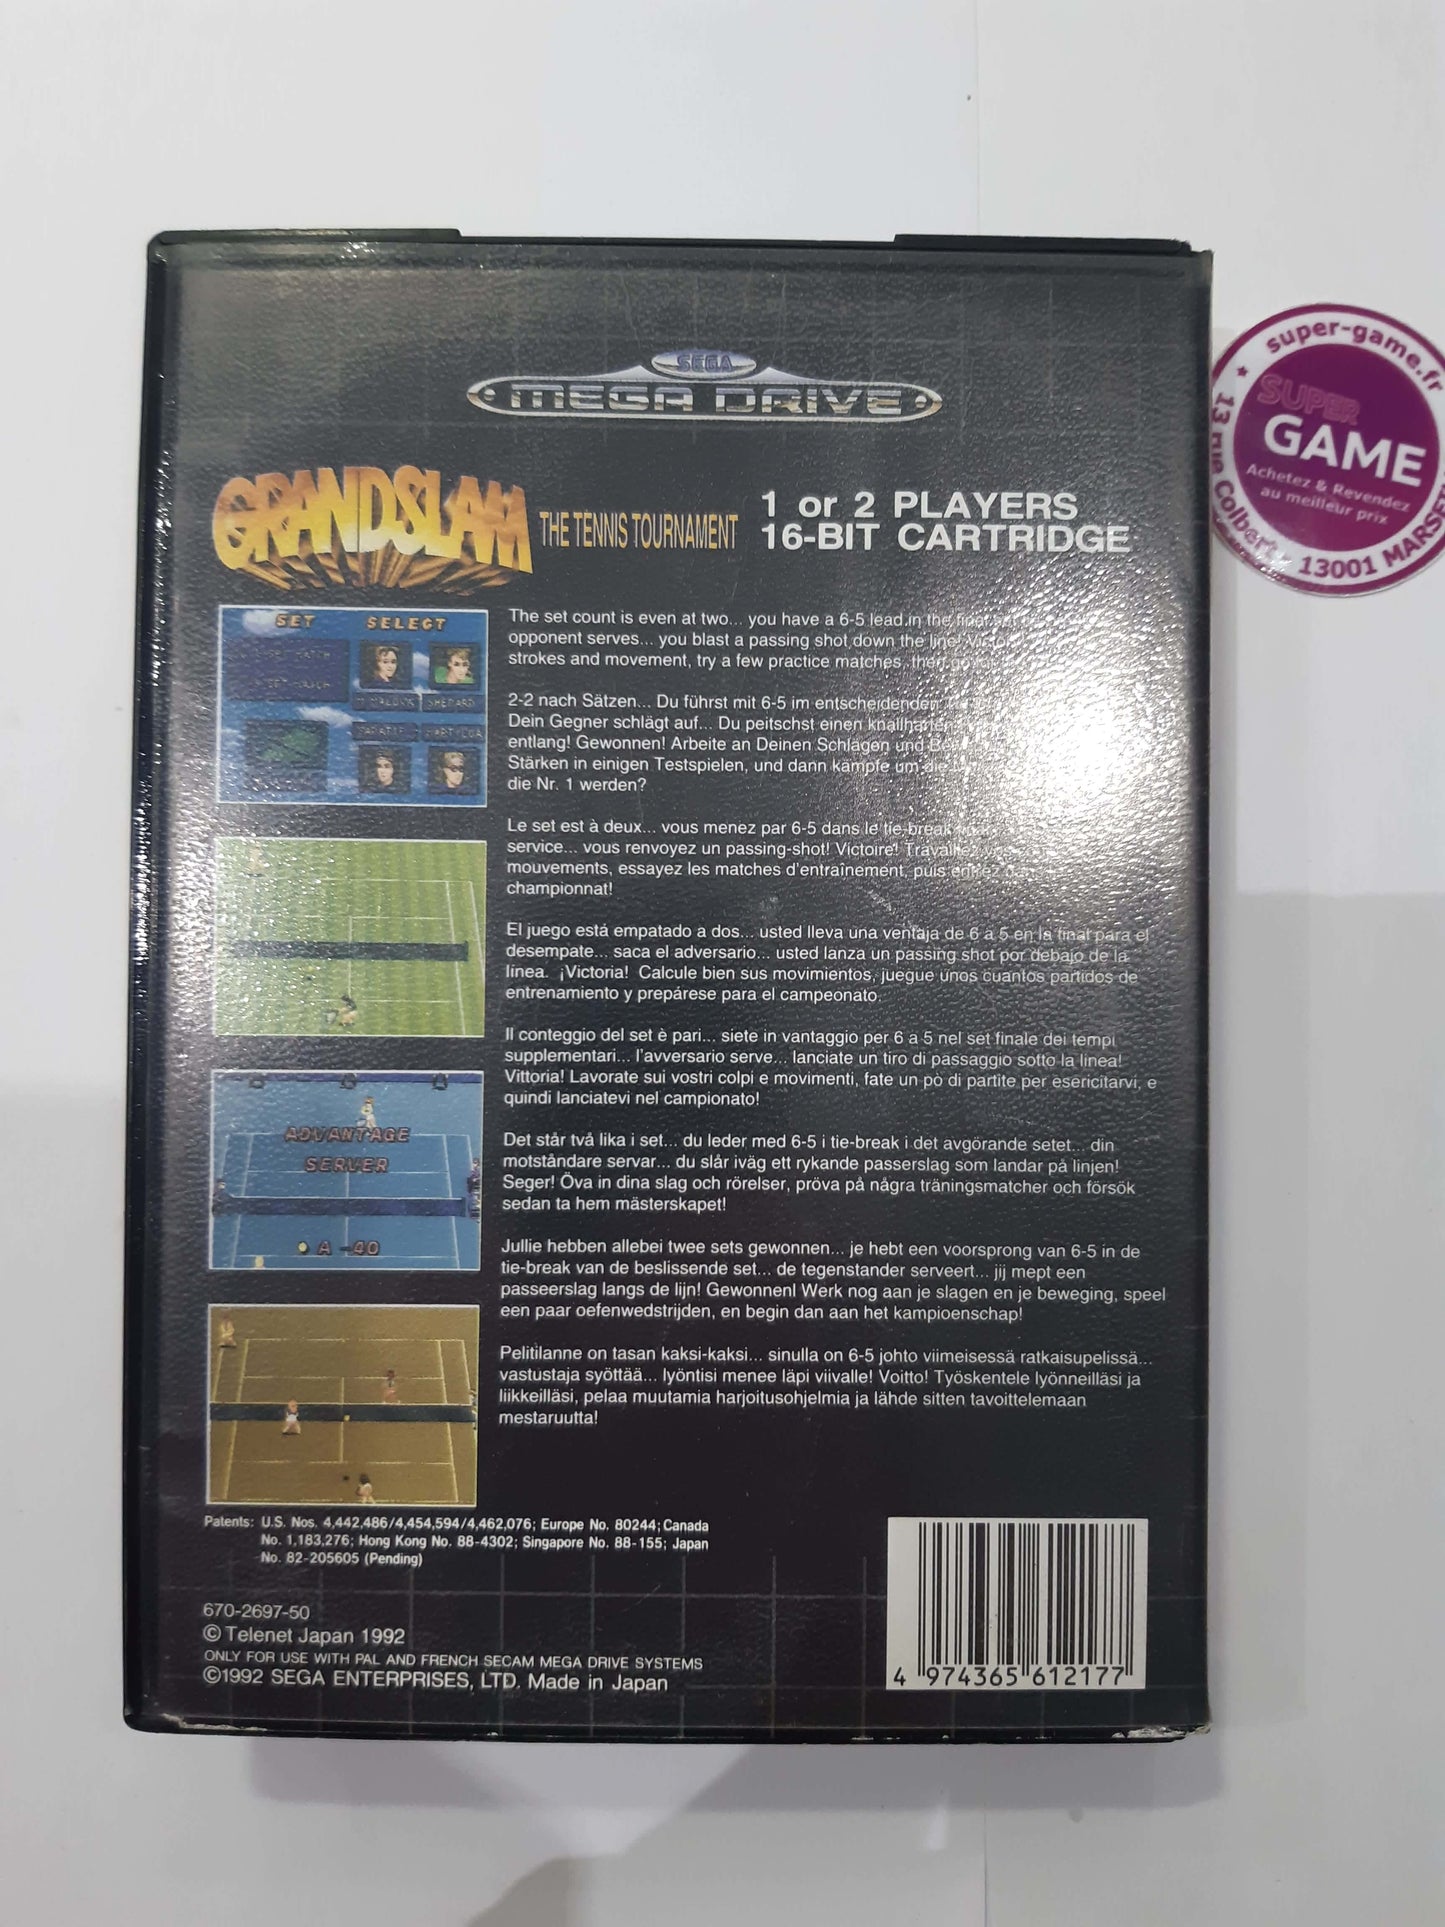 SEGA
MEGA DRIVE
GRANDSLAM
THE TENNIS TOURNAMENT
1 or 2 PLAYERS
16-BIT CARTRIDGE
super-game.fr
SUPER
GAME
Achetez & Revendez
au meilleur prix
13 rue Colbert - 13001
SET SELECT
SHEPARD
The set count is even at two... you have a 6-5 lead in the final set
opponent serves... you blast a passing shot down the line!
strokes and movement, try a few practice matches, then go
2-2 nach Sätzen... Du führst mit 6-5 im entscheidenden
Dein Gegner schlägt auf... Du peitschst einen knallharten
entlang! Gewonnen! Arbeite an Deinen Schlägen und
Stärken in einigen Testspielen, und dann kämpfe um die
die Nr. 1 werden?
Le set est à deux... vous menez par 6-5 dans le tie-break
service... vous renvoyez un passing-shot! Victoire! Travaillez
mouvements, essayez les matches d'entraînement, puis entrez
championnat!
El juego está empatado a dos... usted lleva una ventaja de 6 a 5 en la final para el
desempate... saca el adversario... usted lanza un passing shot por debajo de la
línea. ¡Victoria! Calcule bien sus movimientos, juegue unos cuantos partidos de
entrenamiento y prepárese para el campeonato.
Il conteggio del set è pari... siete in vantaggio per 6 a 5 nel set finale dei tempi
supplementari... l'avversario serve... lanciate un tiro di passaggio sotto la linea!
Vittoria! Lavorate sui vostri colpi e movimenti, fate un pò di partite per esericitarvi, e
quindi lanciatevi nel campionato!
ADVANTAGE
SERVER
A -40
Det står två lika i set... du leder med 6-5 i tie-break i det avgörande setet... din
motståndare servar... du slår iväg ett rykande passerslag som landar på linjen!
Seger! Öva in dina slag och rörelser, pröva på några träningsmatcher och försök
sedan ta hem mästerskapet!
Jullie hebben allebei twee sets gewonnen... je hebt een voorsprong van 6-5 in de
tie-break van de beslissende set... de tegenstander serveert... jij mept een
passeerslag langs de lijn! Gewonnenl Werk nog aan je slagen en je beweging, speel
een paar oefenwedstrijden, en begin dan aan het kampioenschap!
Pelitilanne on tasan kaksi-kaksi... sinulla on 6-5 johto viimeisessä ratkaisupelissä...
vastustaja syöttää... lyöntisi menee läpi viivalle! Voitto! Työskentele lyönneilläsi ja
liikkeilläsi, pelaa muutamia harjoitusohjelmia ja lähde sitten tavoittelemaan
mestaruutta!
Patents: U.S. Nos. 4,442,486/4,454,594/4,462,076; Europe No. 80244; Canada
No. 1,183,276; Hong Kong No. 88-4302; Singapore No. 88-155; Japan
No. 82-205605 (Pending)
670-2697-50
© Telenet Japan 1992
ONLY FOR USE WITH PAL AND FRENCH SECAM MEGA DRIVE SYSTEMS
©1992 SEGA ENTERPRISES, LTD. Made in Japan
4 974365 612177